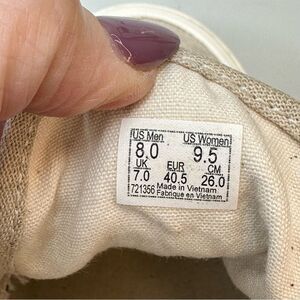 US Men US Women
8.0 9.5
UK EUR CM
7.0 40.5 26.0
721356 Made in Vietnam
Fabriqué en Vietnam